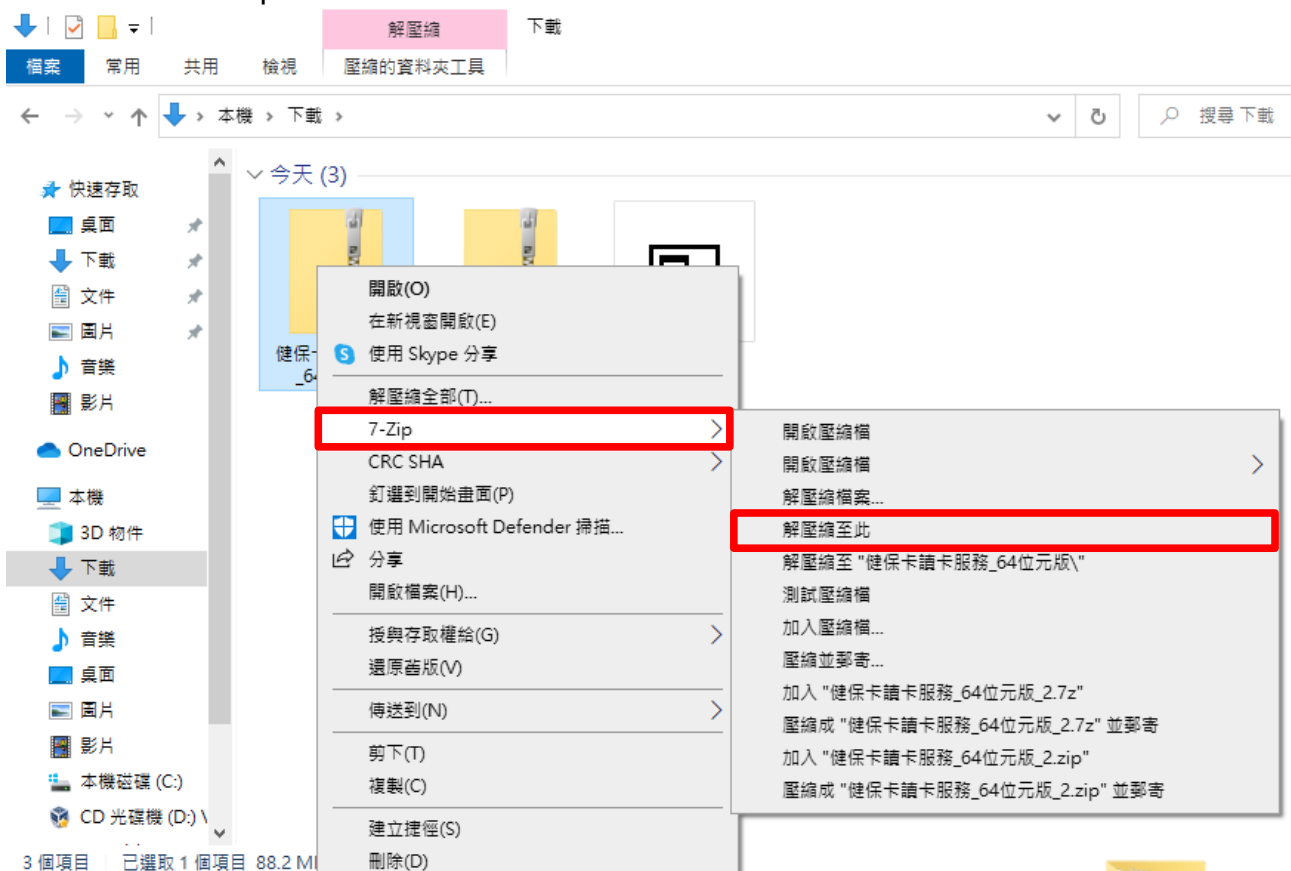 解壓縮
下載
檔案
常用
共用
檢視
壓縮的資料夾工具
本機 › 下載 ›
搜尋 下載
快速存取
桌面
下載
文件
圖片
音樂
影片
OneDrive
本機
3D 物件
下載
文件
音樂
桌面
圖片
影片
本機磁碟 (C:)
CD 光碟機 (D:) V
今天 (3)
健保
_64
開啟(O)
在新視窗開啟(E)
使用 Skype 分享
解壓縮全部(T)...
7-Zip
CRC SHA
釘選到開始畫面(P)
使用 Microsoft Defender 掃描...
分享
開啟檔案(H)...
授與存取權給(G)
還原舊版(V)
傳送到(N)
剪下(T)
複製(C)
建立捷徑(S)
刪除(D)
開啟壓縮檔
開啟壓縮檔
解壓縮檔案...
解壓縮至此
解壓縮至 "健保卡讀卡服務_64位元版\"
測試壓縮檔
加入壓縮檔...
壓縮並郵寄...
加入 "健保卡讀卡服務_64位元版_2.7z"
壓縮成 "健保卡讀卡服務_64位元版_2.7z" 並郵寄
加入 "健保卡讀卡服務_64位元版_2.zip"
壓縮成 "健保卡讀卡服務_64位元版_2.zip" 並郵寄
3 個項目
已選取 1 個項目 88.2 M